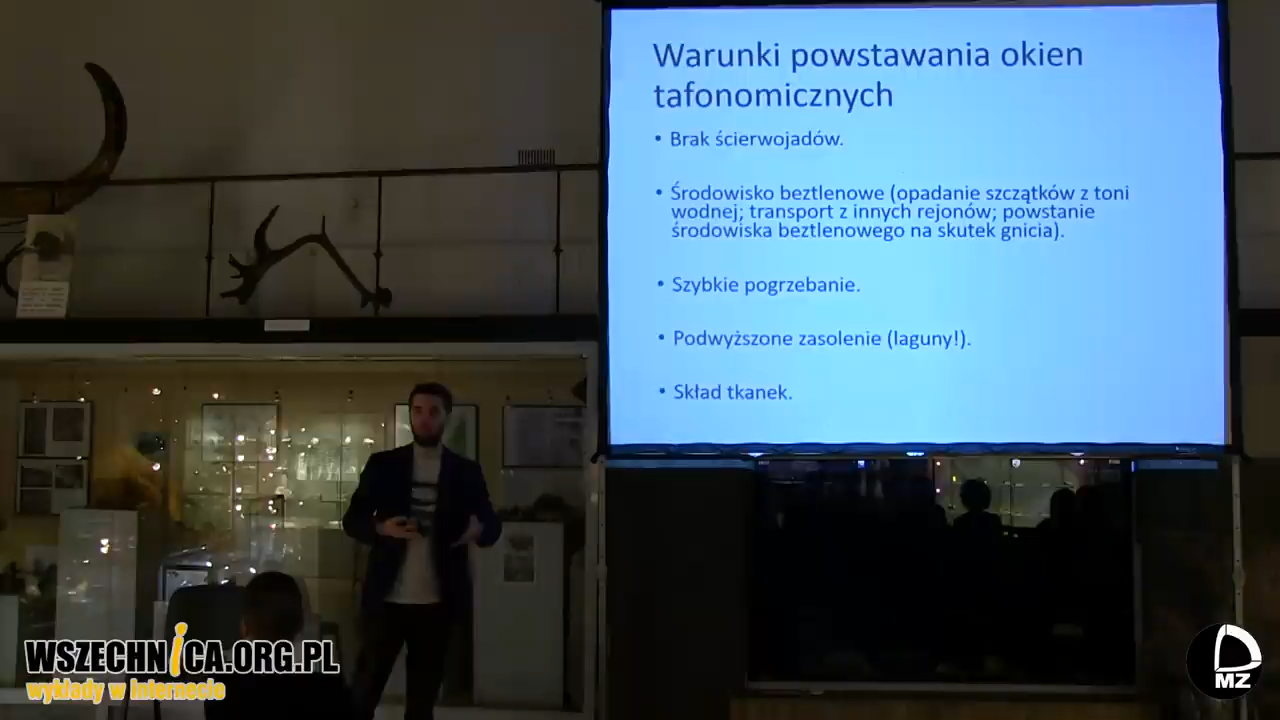 Warunki powstawania okien
tafonomicznych
• Brak ścierwojadów.
• Środowisko beztlenowe (opadanie szczątków z toni
wodnej; transport z innych rejonów; powstanie
środowiska beztlenowego na skutek gnicia).
• Szybkie pogrzebanie.
• Podwyższone zasolenie (laguny!).
• Skład tkanek.
WSZECHNICA.ORG.PL
wykłady w internecie
MZ